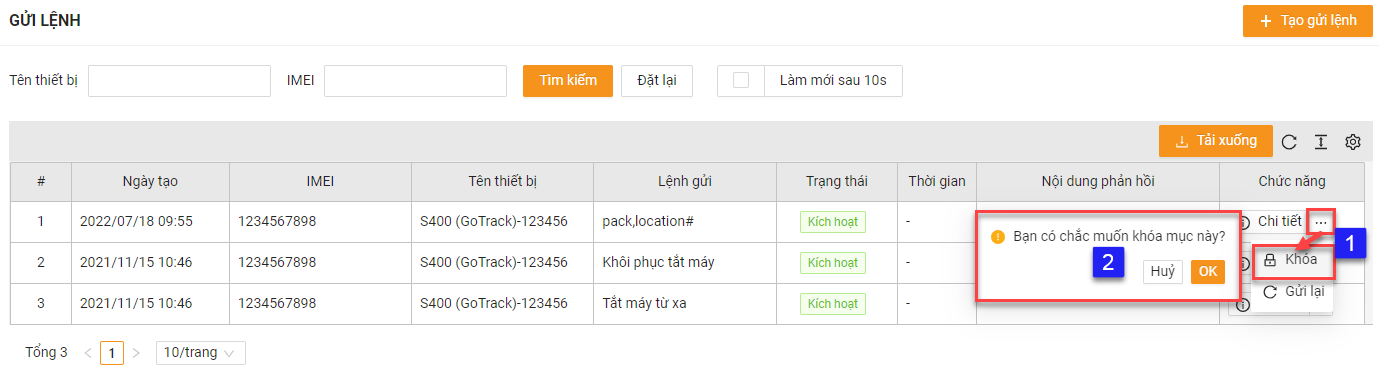 GỬI LỆNH
+ Tạo gửi lệnh
Tên thiết bị IMEI Tìm kiếm Đặt lại Làm mới sau 10s
Tải xuống
# Ngày tạo IMEI Tên thiết bị Lệnh gửi Trạng thái Thời gian Nội dung phản hồi Chức năng
1 2022/07/18 09:55 1234567898 S400 (GoTrack)-123456 pack,location# Kích hoạt - Chi tiết ...
2 2021/11/15 10:46 1234567898 S400 (GoTrack)-123456 Khôi phục tắt máy Kích hoạt -
3 2021/11/15 10:46 1234567898 S400 (GoTrack)-123456 Tắt máy từ xa Kích hoạt -
Bạn có chắc muốn khóa mục này?
2 Huỷ OK
1
Khóa
Gửi lại
Tổng 3 < 1 > 10/trang